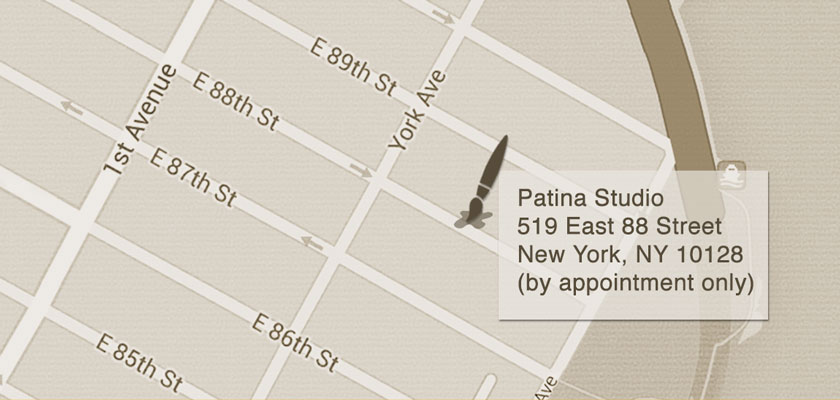 E 89th St
E 88th St
York Ave
1st Avenue
E 87th St
Patina Studio
519 East 88 Street
New York, NY 10128
(by appointment only)
E 86th St
E 85th St
Ave